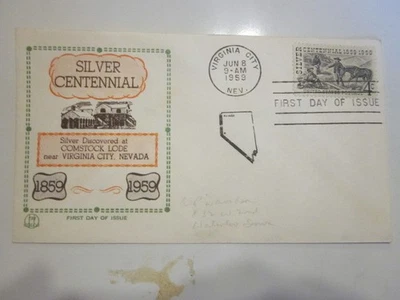 SILVER
CENTENNIAL
Silver Discovered at
COMSTOCK LODE
near VIRGINIA CITY, NEVADA
1859
1959
FIRST DAY OF ISSUE
VIRGINIA CITY
JUN 8
9-AM
1959
NEV.
CENTENNIAL 1859-1959
4¢
FIRST DAY OF ISSUE